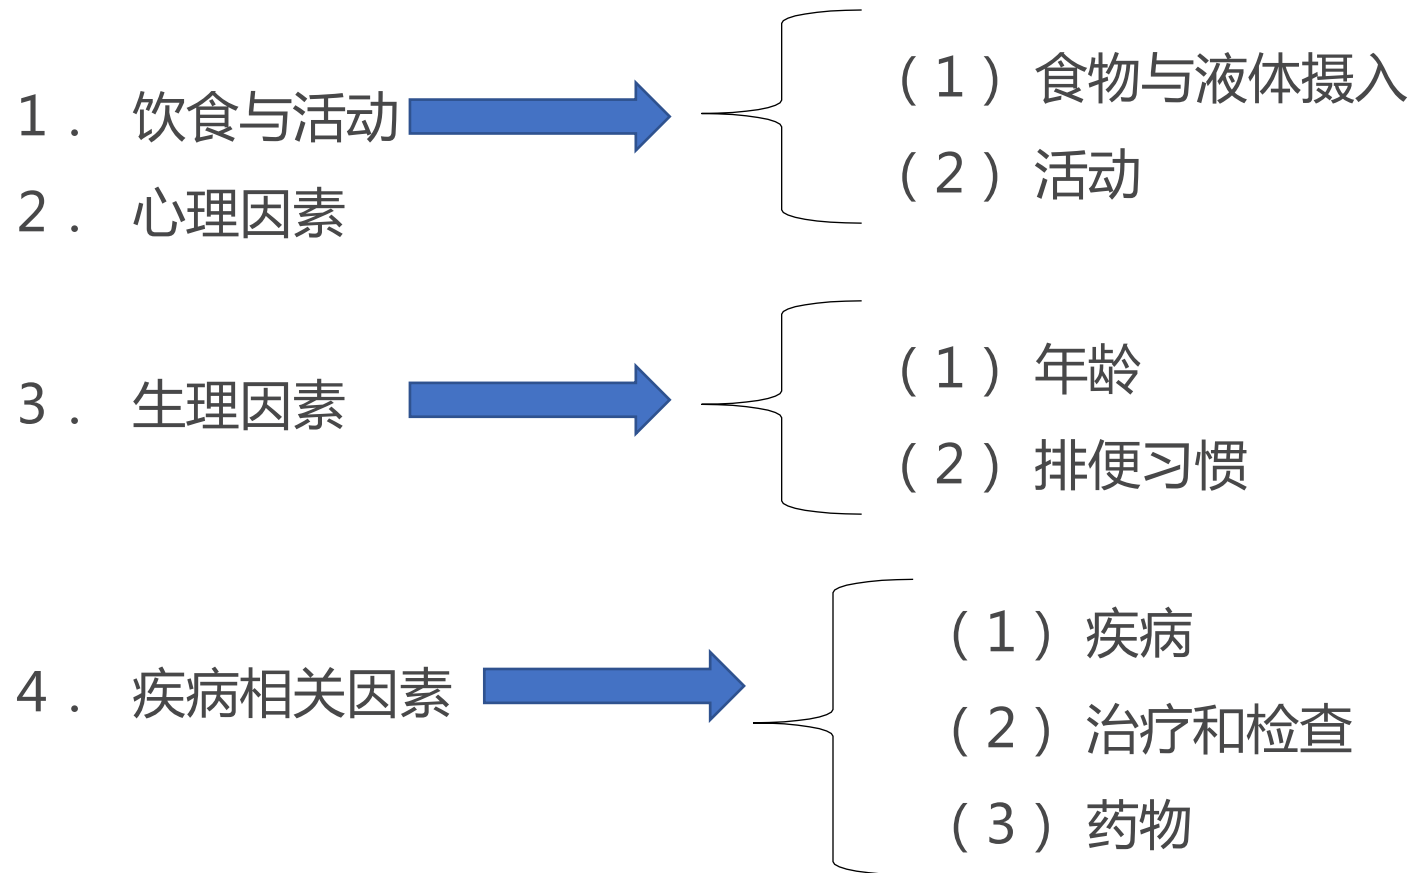 1． 饮食与活动
（1）食物与液体摄入
（2）活动
2． 心理因素
3． 生理因素
（1）年龄
（2）排便习惯
4． 疾病相关因素
（1）疾病
（2）治疗和检查
（3）药物